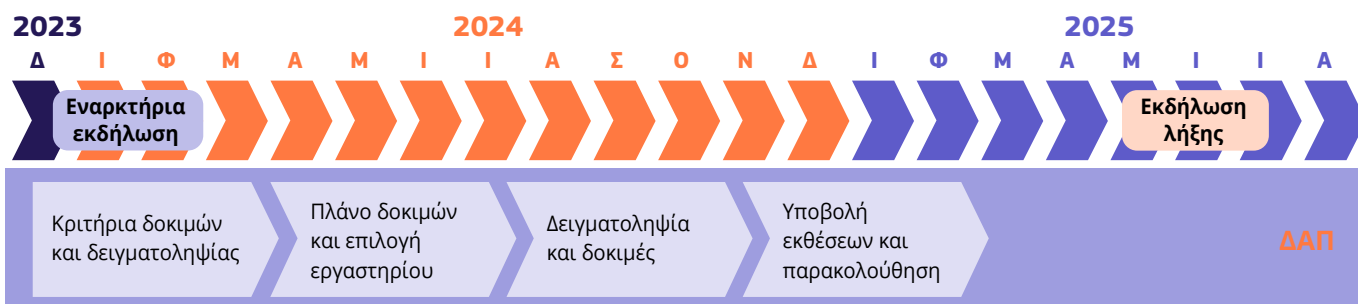 2023 2024 2025
Δ Ι Φ Μ Α Μ Ι Ι Α Σ Ο Ν Δ Ι Φ Μ Α Μ Ι Ι Α
Εναρκτήρια
εκδήλωση
Εκδήλωση
λήξης
Κριτήρια δοκιμών
και δειγματοληψίας
Πλάνο δοκιμών
και επιλογή
εργαστηρίου
Δειγματοληψία
και δοκιμές
Υποβολή
εκθέσεων και
παρακολούθηση
ΔΑΠ